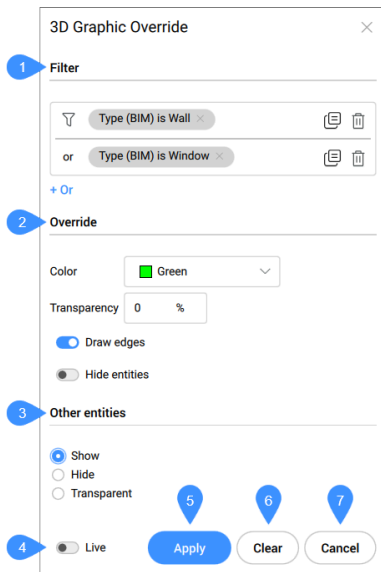 3D Graphic Override
1 Filter
Type (BIM) is Wall
or Type (BIM) is Window
+ Or
2 Override
Color Green
Transparency 0 %
Draw edges
Hide entities
3 Other entities
Show
Hide
Transparent
5 6 7
4 Live Apply Clear Cancel